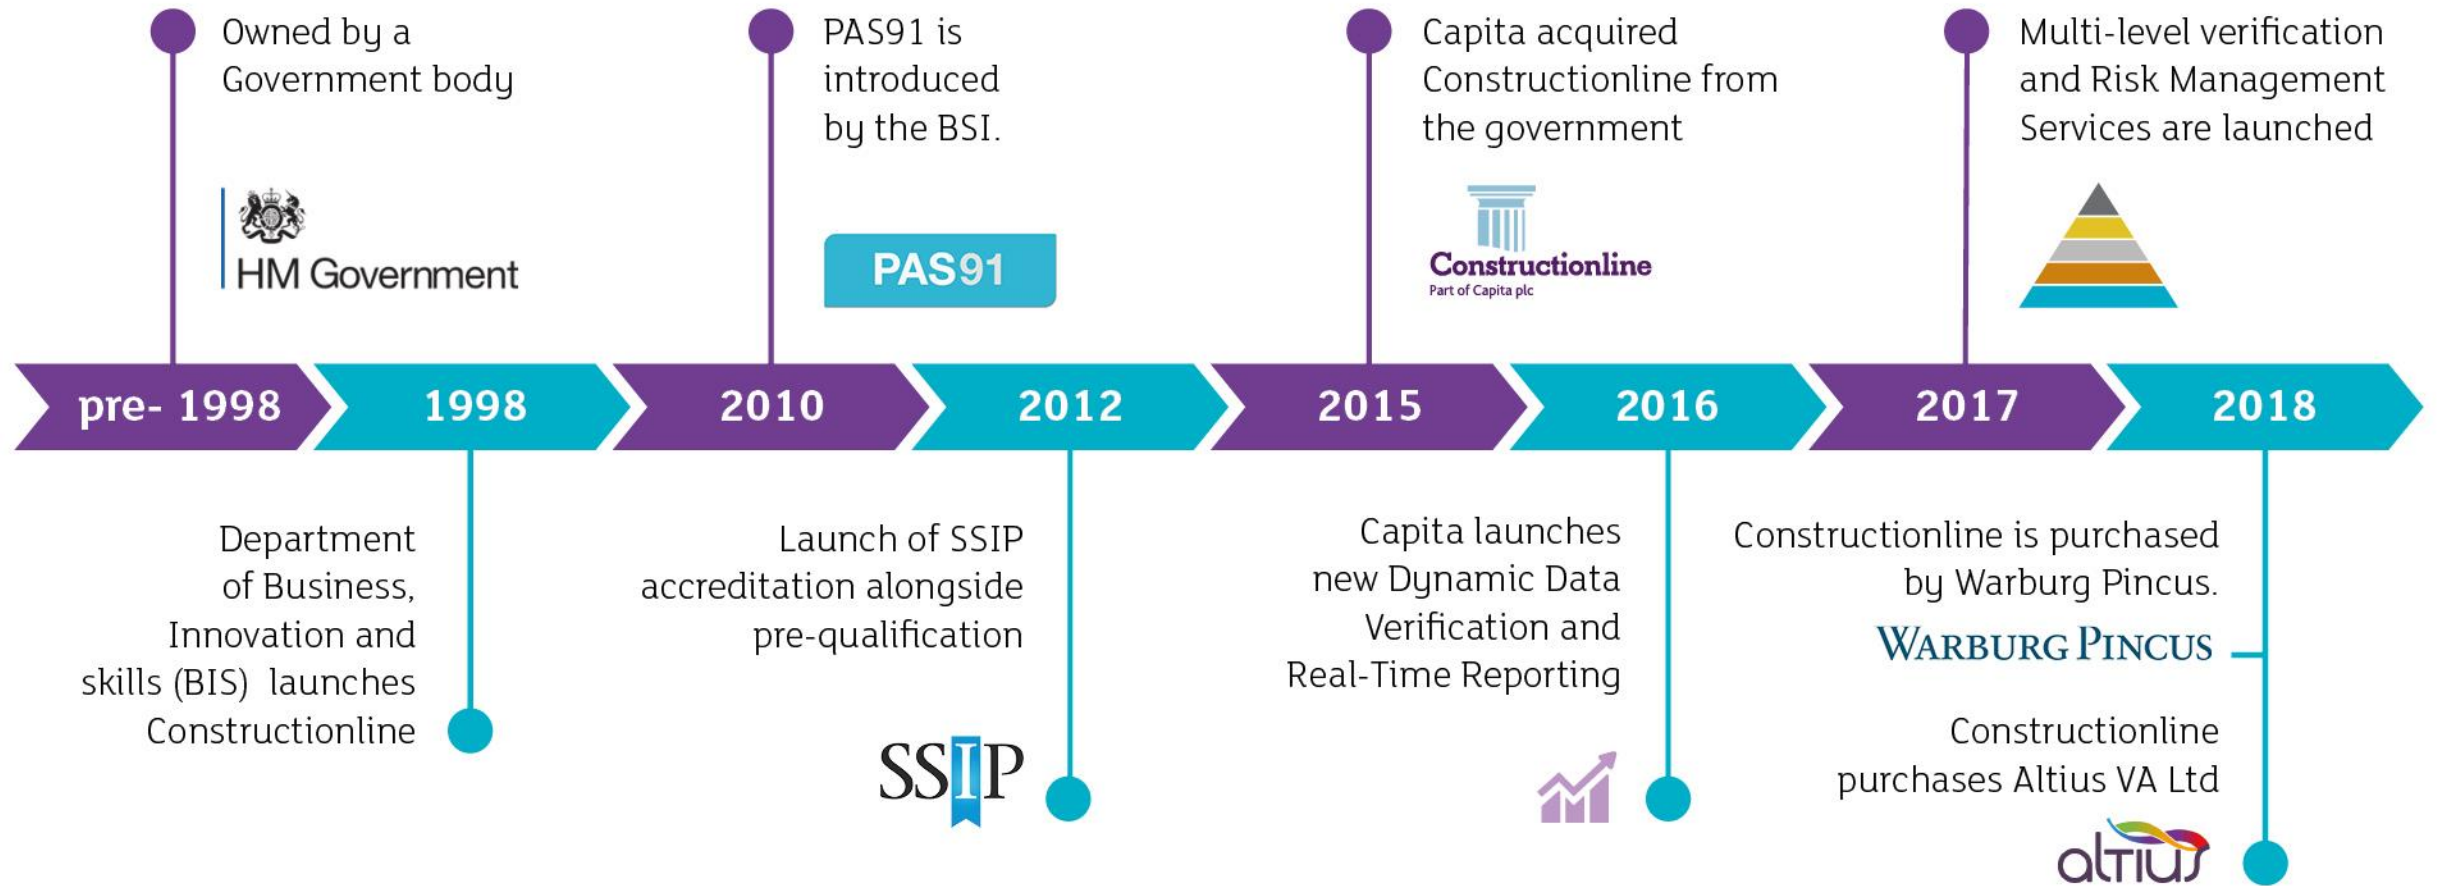 Owned by a
Government body
HM Government
PAS91 is
introduced
by the BSI.
PAS91
Capita acquired
Constructionline from
the government
Constructionline
Part of Capita plc
Multi-level verification
and Risk Management
Services are launched
pre- 1998
1998
2010
2012
2015
2016
2017
2018
Department
of Business,
Innovation and
skills (BIS) launches
Constructionline
Launch of SSIP
accreditation alongside
pre-qualification
SSIP
Capita launches
new Dynamic Data
Verification and
Real-Time Reporting
Constructionline is purchased
by Warburg Pincus.
WARBURG PINCUS
Constructionline
purchases Altius VA Ltd
altius